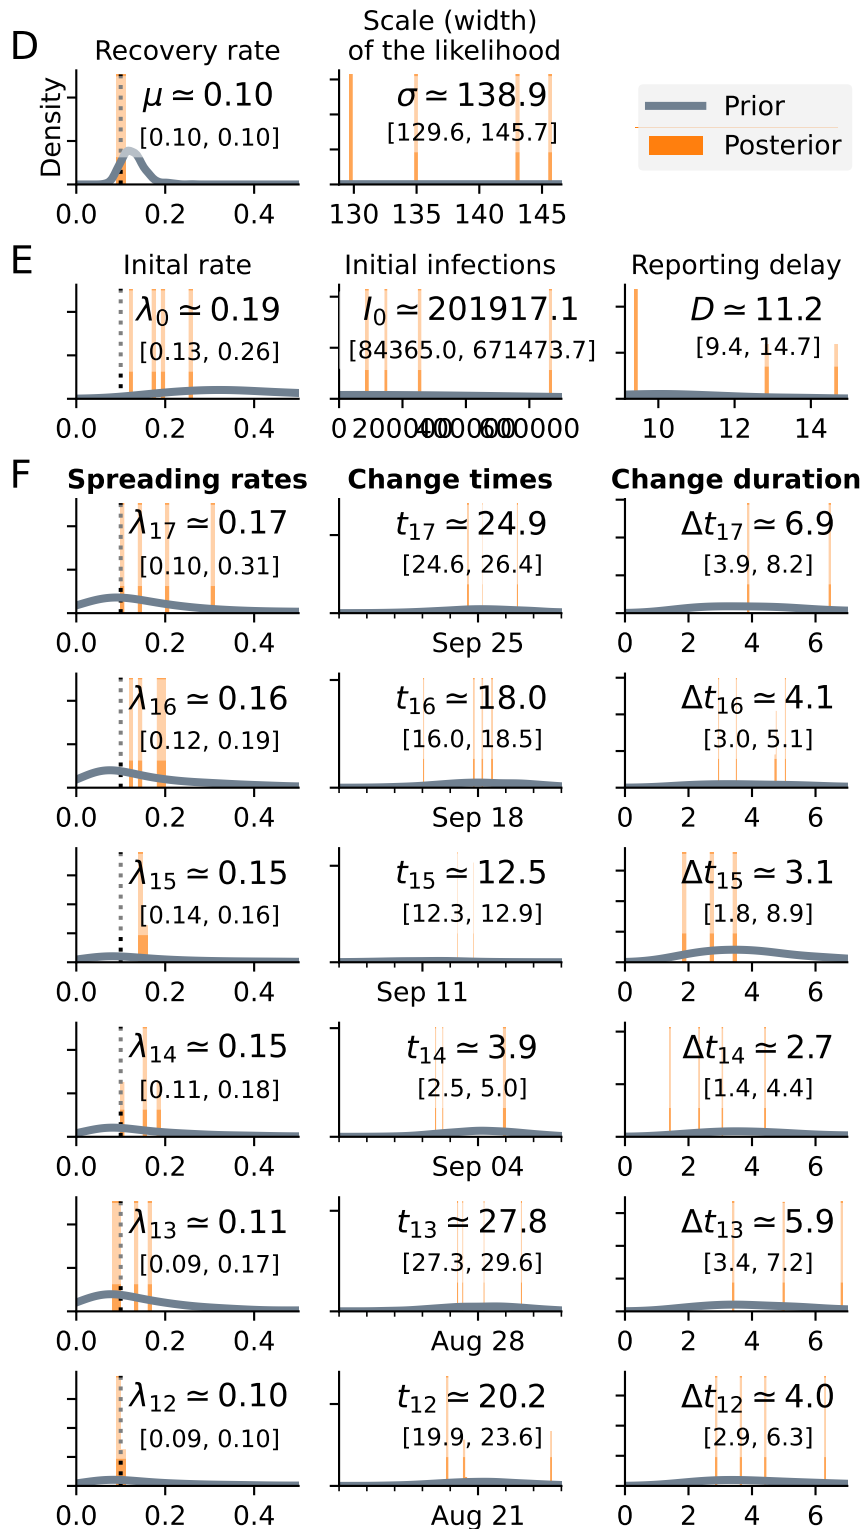 D
Recovery rate
Scale (width)
of the likelihood
Density
μ ≃ 0.10
[0.10, 0.10]
σ ≃ 138.9
[129.6, 145.7]
Prior
Posterior
0.0 0.2 0.4
130 135 140 145
E
Inital rate
Initial infections
Reporting delay
λ0 ≃ 0.19
[0.13, 0.26]
I0 ≃ 201917.1
[84365.0, 671473.7]
D ≃ 11.2
[9.4, 14.7]
0.0 0.2 0.4
0 200000 400000 600000
10 12 14
F
Spreading rates
Change times
Change duration
λ17 ≃ 0.17
[0.10, 0.31]
t17 ≃ 24.9
[24.6, 26.4]
Δt17 ≃ 6.9
[3.9, 8.2]
0.0 0.2 0.4
Sep 25
0 2 4 6
λ16 ≃ 0.16
[0.12, 0.19]
t16 ≃ 18.0
[16.0, 18.5]
Δt16 ≃ 4.1
[3.0, 5.1]
0.0 0.2 0.4
Sep 18
0 2 4 6
λ15 ≃ 0.15
[0.14, 0.16]
t15 ≃ 12.5
[12.3, 12.9]
Δt15 ≃ 3.1
[1.8, 8.9]
0.0 0.2 0.4
Sep 11
0 2 4 6
λ14 ≃ 0.15
[0.11, 0.18]
t14 ≃ 3.9
[2.5, 5.0]
Δt14 ≃ 2.7
[1.4, 4.4]
0.0 0.2 0.4
Sep 04
0 2 4 6
λ13 ≃ 0.11
[0.09, 0.17]
t13 ≃ 27.8
[27.3, 29.6]
Δt13 ≃ 5.9
[3.4, 7.2]
0.0 0.2 0.4
Aug 28
0 2 4 6
λ12 ≃ 0.10
[0.09, 0.10]
t12 ≃ 20.2
[19.9, 23.6]
Δt12 ≃ 4.0
[2.9, 6.3]
0.0 0.2 0.4
Aug 21
0 2 4 6